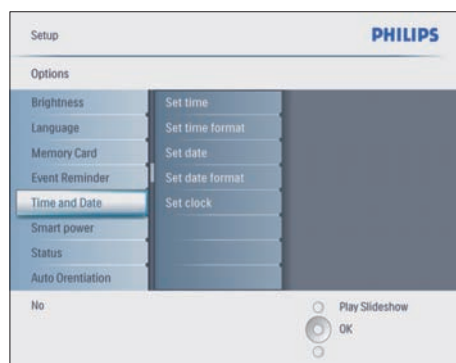 Setup
PHILIPS
Options
Brightness
Language
Memory Card
Event Reminder
Time and Date
Smart power
Status
Auto Orentiation
Set time
Set time format
Set date
Set date format
Set clock
No
Play Slideshow
OK